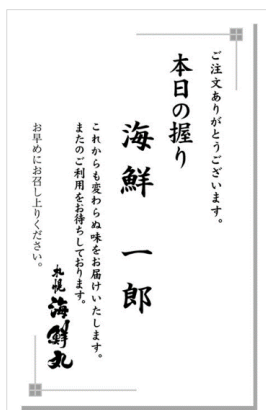 ご注文ありがとうございます。
本日の握り
海鮮 一郎
これからも変わらぬ味をお届けいたします。
またのご利用をお待ちしております。
お早めにお召し上りください。
札幌海鮮丸